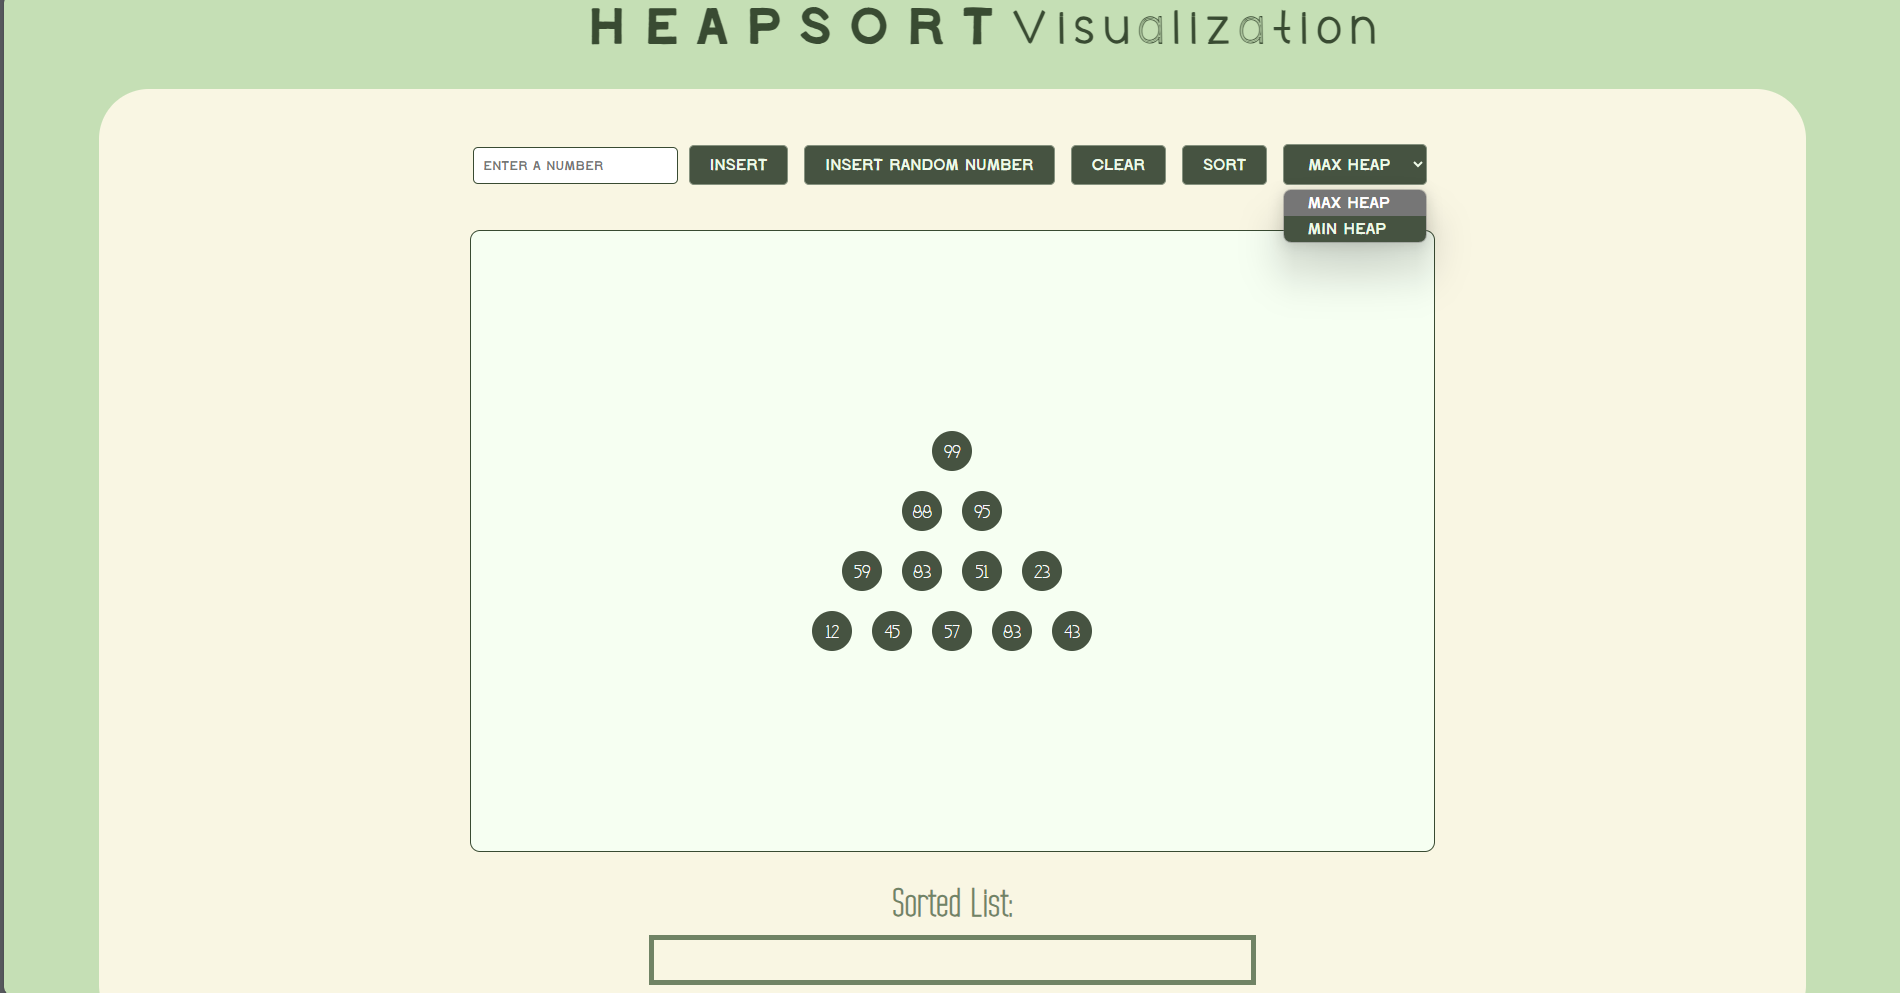 HEAPSORT Visualization
ENTER A NUMBER INSERT INSERT RANDOM NUMBER CLEAR SORT MAX HEAP
MAX HEAP
MIN HEAP
99
88 95
59 83 51 23
12 45 57 83 43
Sorted List: